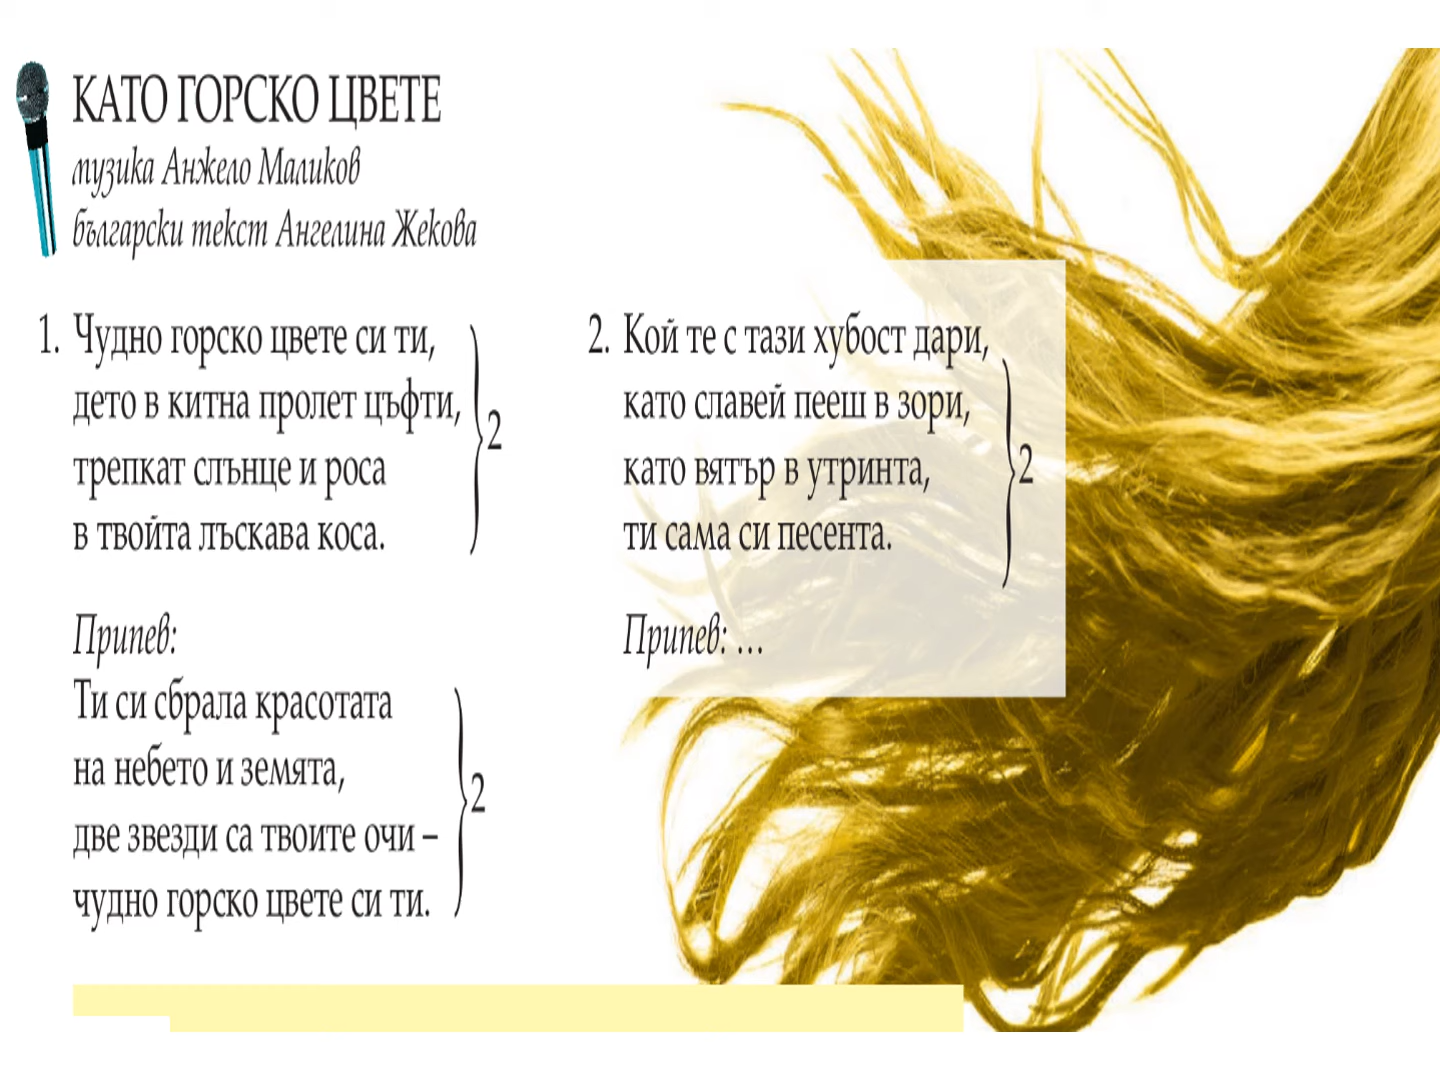 КАТО ГОРСКО ЦВЕТЕ
музика Анжело Маликов
български текст Ангелина Жекова
1. Чудно горско цвете си ти,
дето в китна пролет цъфти,
трепкат слънце и роса
в твойта лъскава коса.
2
Припев:
Ти си сбрала красотата
на небето и земята,
две звезди са твоите очи –
чудно горско цвете си ти.
2
2. Кой те с тази хубост дари,
като славей пееш в зори,
като вятър в утринта,
ти сама си песента.
2
Припев: ...